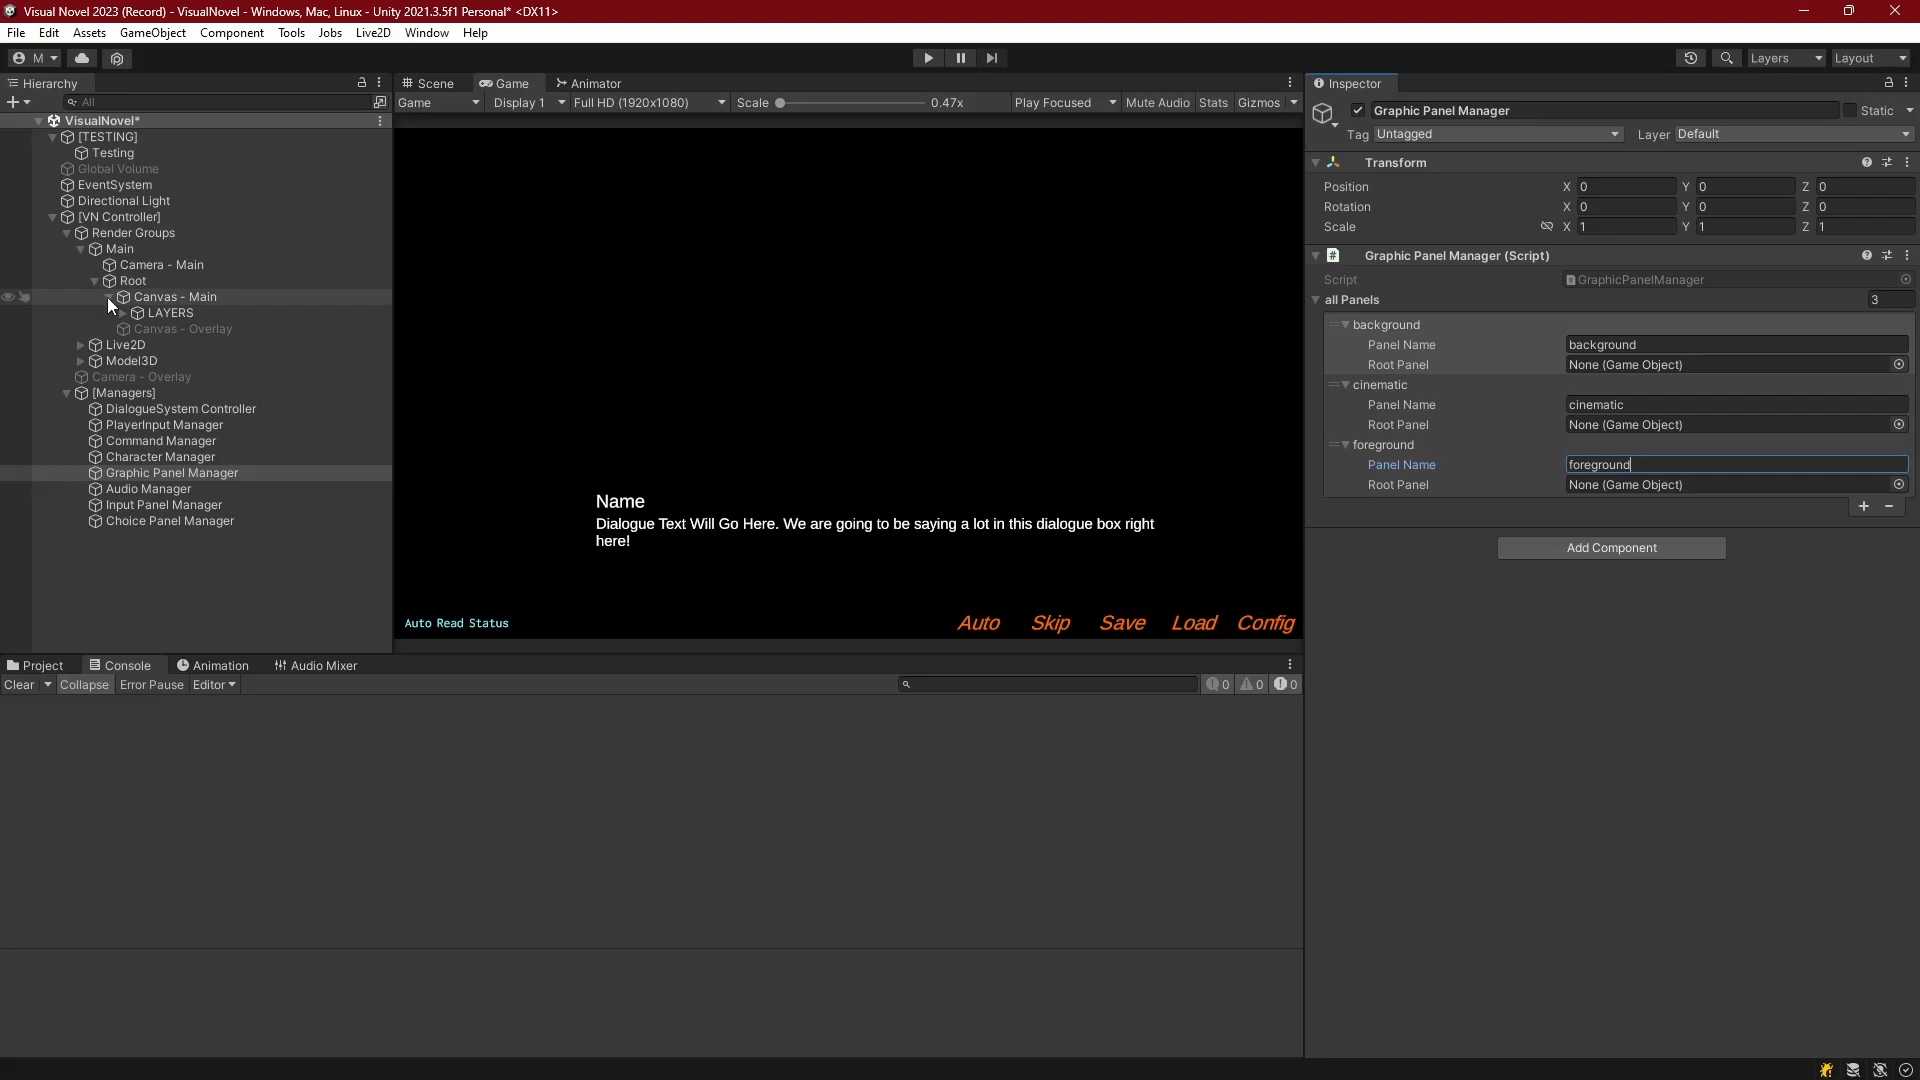 Visual Novel 2023 (Record) - VisualNovel - Windows, Mac, Linux - Unity 2021.3.5f1 Personal* <DX11>
File Edit Assets GameObject Component Tools Jobs Live2D Window Help
M Layers Layout
Hierarchy
All
VisualNovel*
[TESTING]
Testing
Global Volume
EventSystem
Directional Light
[VN Controller]
Render Groups
Main
Camera - Main
Root
Canvas - Main
LAYERS
Canvas - Overlay
Live2D
Model3D
Camera - Overlay
[Managers]
DialogueSystem Controller
PlayerInput Manager
Command Manager
Character Manager
Graphic Panel Manager
Audio Manager
Input Panel Manager
Choice Panel Manager
Scene Game Animator
Game Display 1 Full HD (1920x1080) Scale 0.47x Play Focused Mute Audio Stats Gizmos
Name
Dialogue Text Will Go Here. We are going to be saying a lot in this dialogue box right
here!
Auto Read Status
Auto Skip Save Load Config
Project Console Animation Audio Mixer
Clear Collapse Error Pause Editor 0 0 0
Inspector
Graphic Panel Manager Static
Tag Untagged Layer Default
Transform
Position X 0 Y 0 Z 0
Rotation X 0 Y 0 Z 0
Scale X 1 Y 1 Z 1
# Graphic Panel Manager (Script)
Script GraphicPanelManager
all Panels 3
background
Panel Name background
Root Panel None (Game Object)
cinematic
Panel Name cinematic
Root Panel None (Game Object)
foreground
Panel Name foreground
Root Panel None (Game Object)
+ -
Add Component